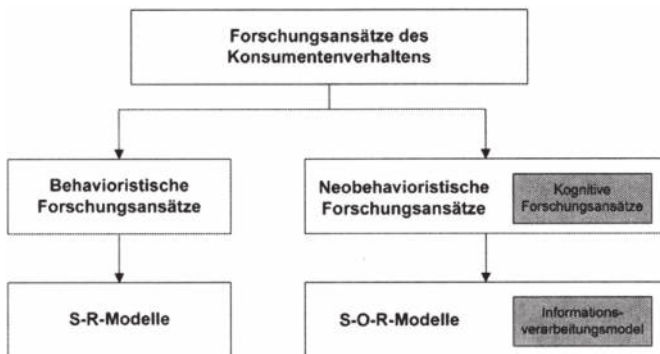 Forschungsansätze des
Konsumentenverhaltens
Behavioristische
Forschungsansätze
Neobehavioristische
Forschungsansätze
Kognitive
Forschungsansätze
S-R-Modelle
S-O-R-Modelle
Informations-
verarbeitungsmodel